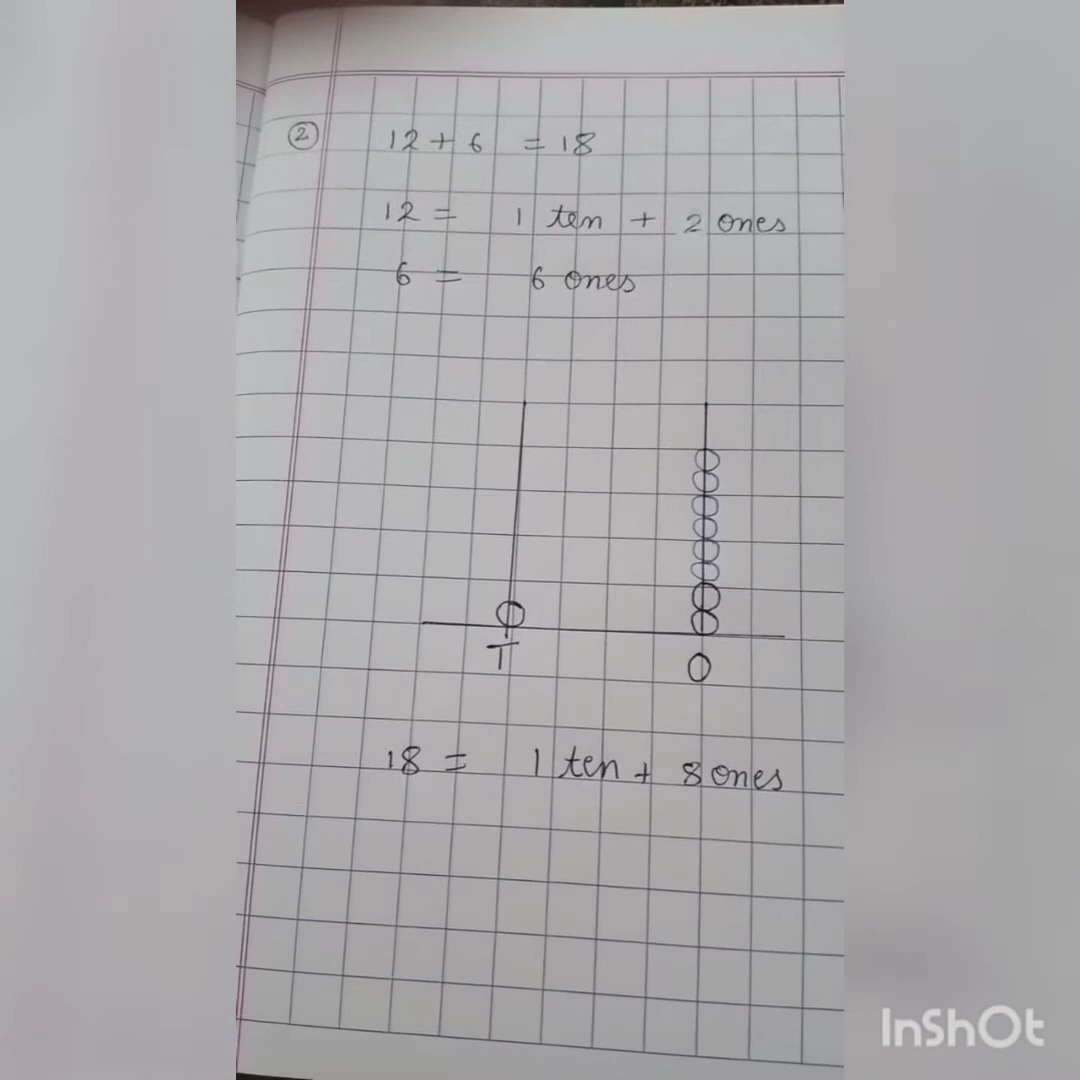 ② 12 + 6 = 18
12 = 1 ten + 2 ones
6 = 6 ones
T O
18 = 1 ten + 8 ones
InShOt